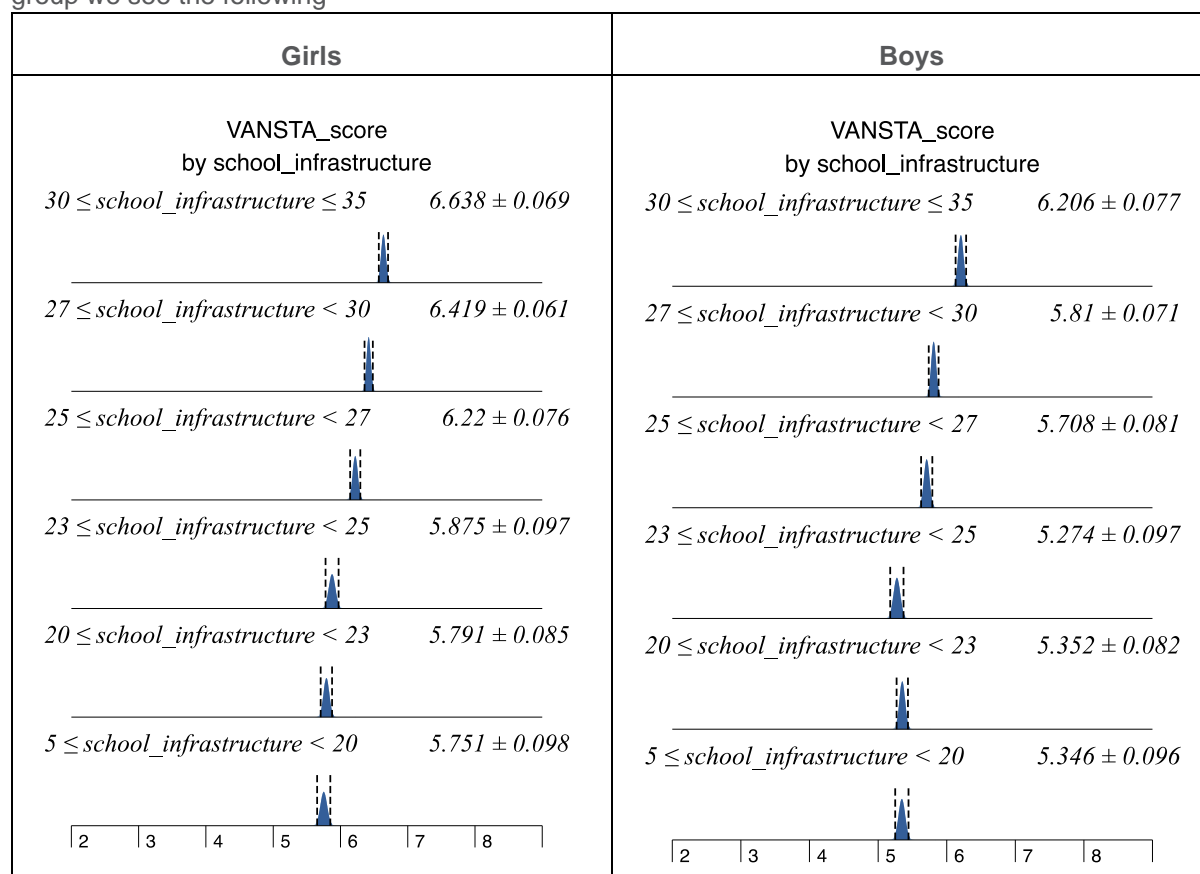 group we see the following
Girls
VANSTA_score
by school_infrastructure
30 ≤ school_infrastructure ≤ 35 6.638 ± 0.069
27 ≤ school_infrastructure < 30 6.419 ± 0.061
25 ≤ school_infrastructure < 27 6.22 ± 0.076
23 ≤ school_infrastructure < 25 5.875 ± 0.097
20 ≤ school_infrastructure < 23 5.791 ± 0.085
5 ≤ school_infrastructure < 20 5.751 ± 0.098
2 3 4 5 6 7 8
Boys
VANSTA_score
by school_infrastructure
30 ≤ school_infrastructure ≤ 35 6.206 ± 0.077
27 ≤ school_infrastructure < 30 5.81 ± 0.071
25 ≤ school_infrastructure < 27 5.708 ± 0.081
23 ≤ school_infrastructure < 25 5.274 ± 0.097
20 ≤ school_infrastructure < 23 5.352 ± 0.082
5 ≤ school_infrastructure < 20 5.346 ± 0.096
2 3 4 5 6 7 8